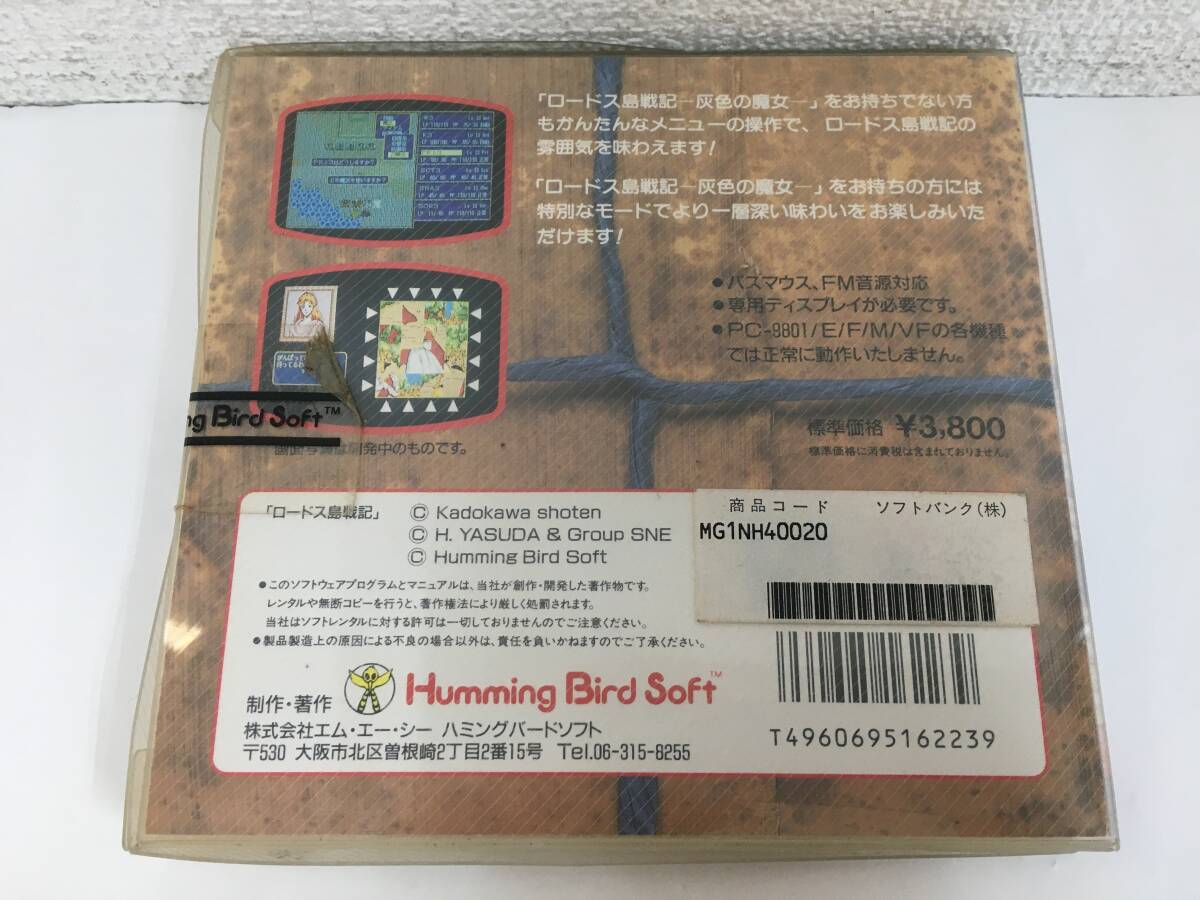 「ロードス島戦記―灰色の魔女―」をお持ちでない方
もかんたんなメニューの操作で、ロードス島戦記の
雰囲気を味わえます!
「ロードス島戦記―灰色の魔女―」をお持ちの方には
特別なモードでより一層深い味わいをお楽しみいた
だけます!
●バスマウス、FM音源対応
●専用ディスプレイが必要です。
●PC-9801/E/F/M/VFの各機種
では正常に動作いたしません。
標準価格 ¥3,800
標準価格に消費税は含まれておりません。
ng Bird Soft™
画面写真は開発中のものです。
「ロードス島戦記」 © Kadokawa shoten
© H. YASUDA & Group SNE
© Humming Bird Soft
商品コード ソフトバンク(株)
MG1NH40020
●このソフトウェアプログラムとマニュアルは、当社が創作・開発した著作物です。
レンタルや無断コピーを行うと、著作権法により厳しく処罰されます。
当社はソフトレンタルに対する許可は一切しておりませんのでご注意ください。
●製品製造上の原因による不良の場合以外は、責任を負いかねますのでご了承ください。
制作・著作 Humming Bird Soft™
株式会社エム・エー・シー ハミングバードソフト
〒530 大阪市北区曽根崎2丁目2番15号 Tel.06-315-8255
T4960695162239